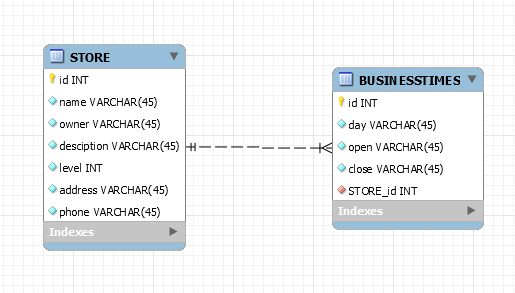 STORE
id INT
name VARCHAR(45)
owner VARCHAR(45)
desciption VARCHAR(45)
level INT
address VARCHAR(45)
phone VARCHAR(45)
Indexes
BUSINESSTIMES
id INT
day VARCHAR(45)
open VARCHAR(45)
close VARCHAR(45)
STORE_id INT
Indexes